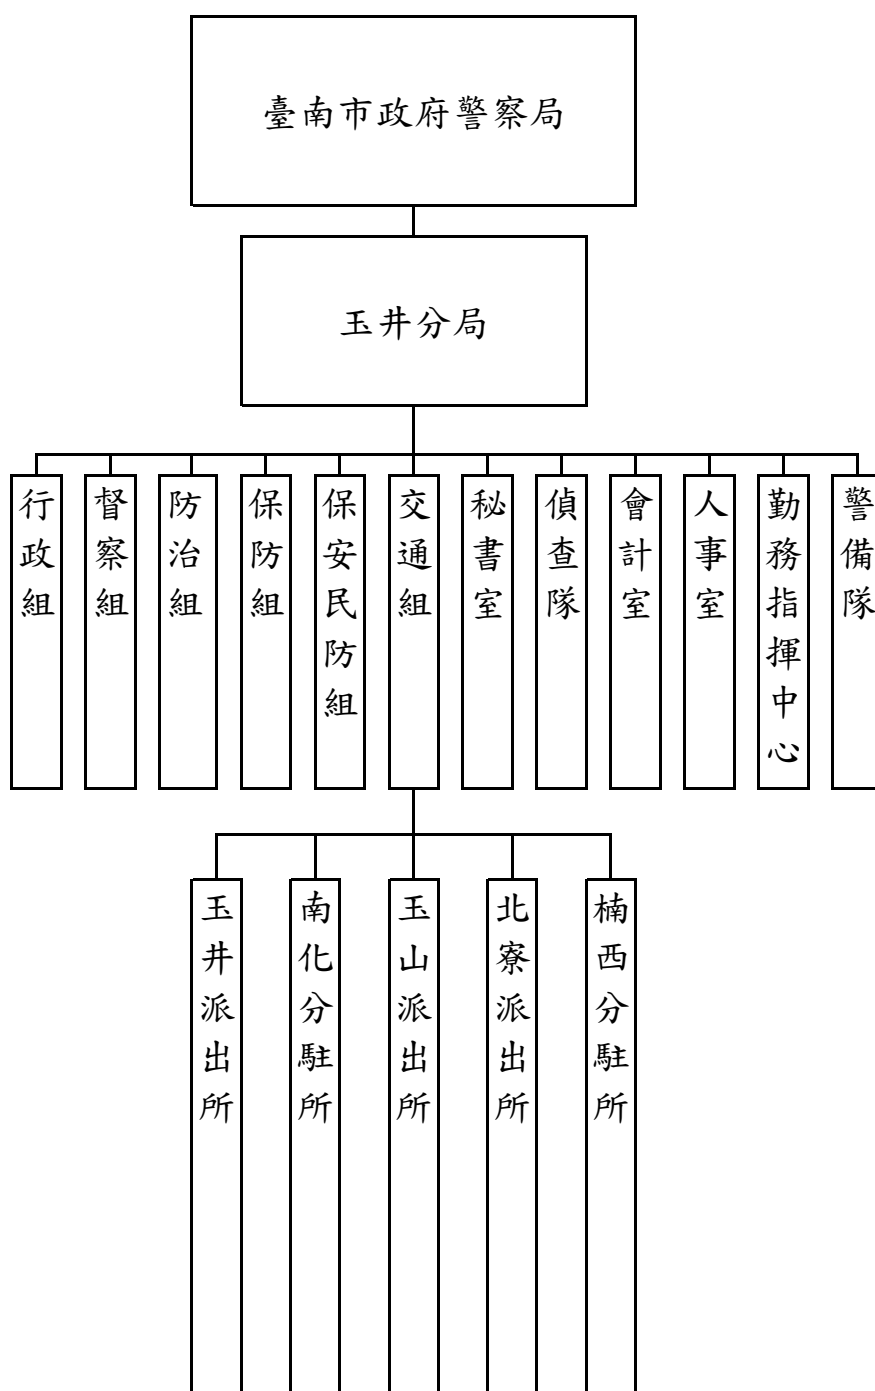 臺南市政府警察局
玉井分局
行政組
督察組
防治組
保防組
保安民防組
交通組
秘書室
偵查隊
會計室
人事室
勤務指揮中心
警備隊
玉井派出所
南化分駐所
玉山派出所
北寮派出所
楠西分駐所